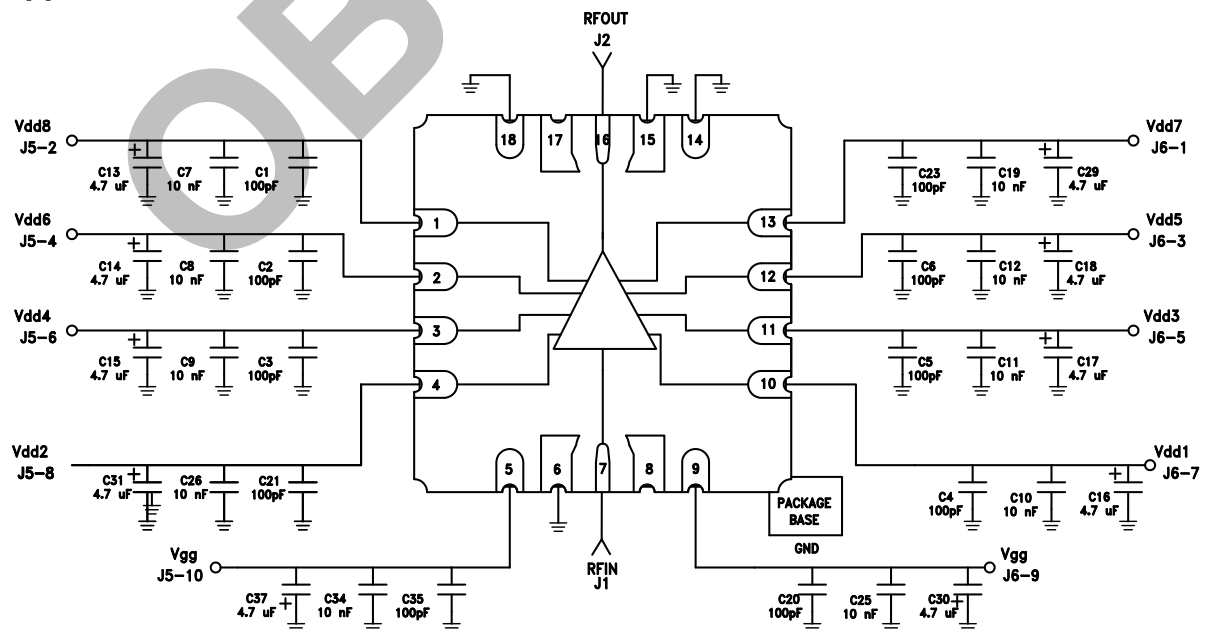 OB
RFOUT
J2
18
17
16
15
14
Vdd8
J5-2
C13
4.7 uF
C7
10 nF
C1
100pF
C23
100pF
C19
10 nF
C29
4.7 uF
Vdd7
J6-1
1
13
Vdd6
J5-4
C14
4.7 uF
C8
10 nF
C2
100pF
C6
100pF
C12
10 nF
C18
4.7 uF
Vdd5
J6-3
2
12
Vdd4
J5-6
C15
4.7 uF
C9
10 nF
C3
100pF
C5
100pF
C11
10 nF
C17
4.7 uF
Vdd3
J6-5
3
11
4
10
Vdd2
J5-8
C31
4.7 uF
C26
10 nF
C21
100pF
5
6
7
8
9
C4
100pF
C10
10 nF
C16
4.7 uF
Vdd1
J6-7
PACKAGE
BASE
GND
RFIN
J1
Vgg
J5-10
C37
4.7 uF
C34
10 nF
C35
100pF
C20
100pF
C25
10 nF
C30
4.7 uF
Vgg
J6-9